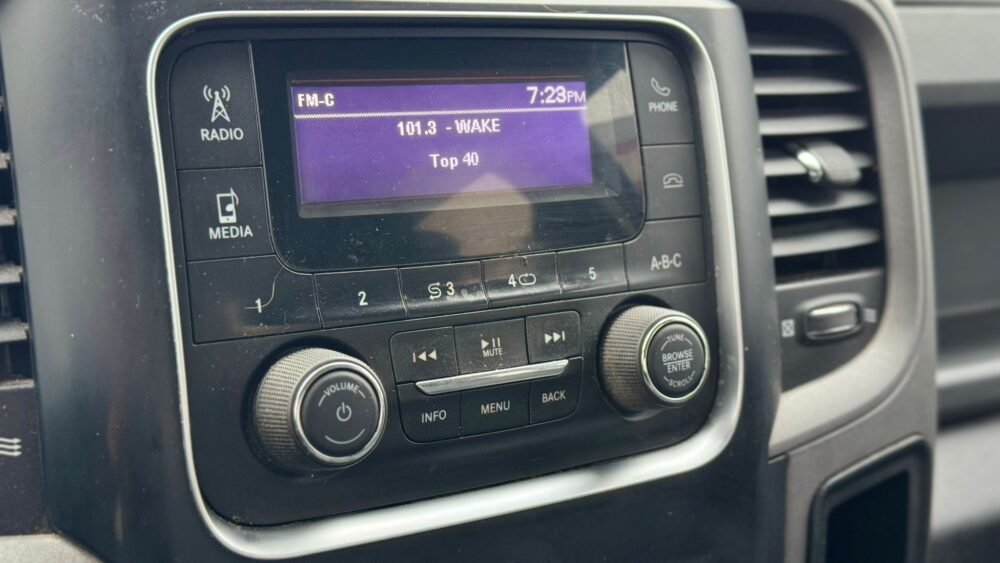 FM-C 7:23PM
101.3 - WAKE
Top 40
RADIO
MEDIA
PHONE
1 2 3 4 5 A-B-C
MUTE
INFO MENU BACK
VOLUME
TUNE
BROWSE
ENTER
SCROLL